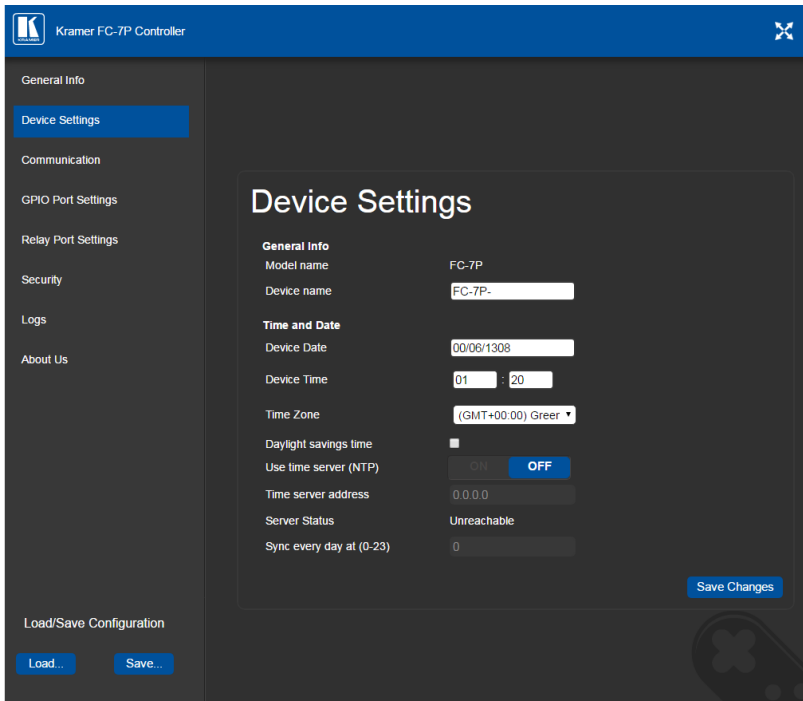 Kramer FC-7P Controller
General Info
Device Settings
Communication
GPIO Port Settings
Relay Port Settings
Security
Logs
About Us
Load/Save Configuration
Load... Save...
Device Settings
General Info
Model name FC-7P
Device name FC-7P-
Time and Date
Device Date 00/06/1308
Device Time 01 : 20
Time Zone (GMT+00:00) Greer
Daylight savings time
Use time server (NTP) ON OFF
Time server address 0.0.0.0
Server Status Unreachable
Sync every day at (0-23) 0
Save Changes